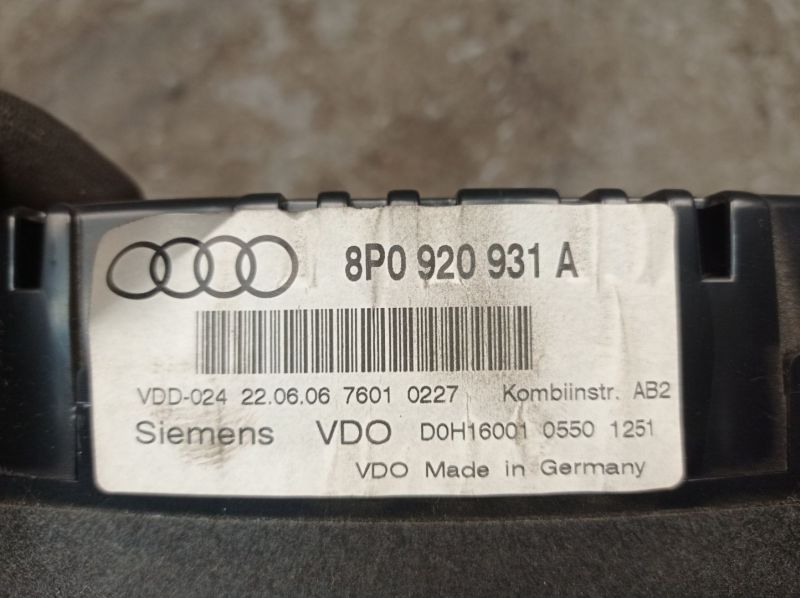 8P0 920 931 A
VDD-024 22.06.06 7601 0227 Kombiinstr. AB2
Siemens VDO D0H16001 0550 1251
VDO Made in Germany